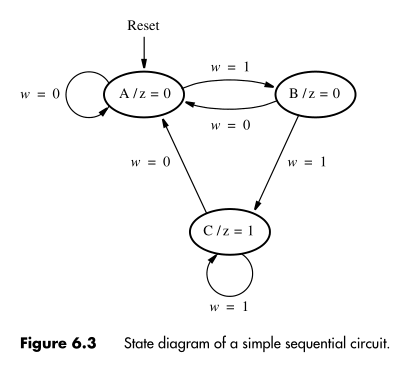 Reset
w = 1
w = 0
A / z = 0
B / z = 0
w = 0
w = 0
w = 1
C / z = 1
w = 1
Figure 6.3 State diagram of a simple sequential circuit.